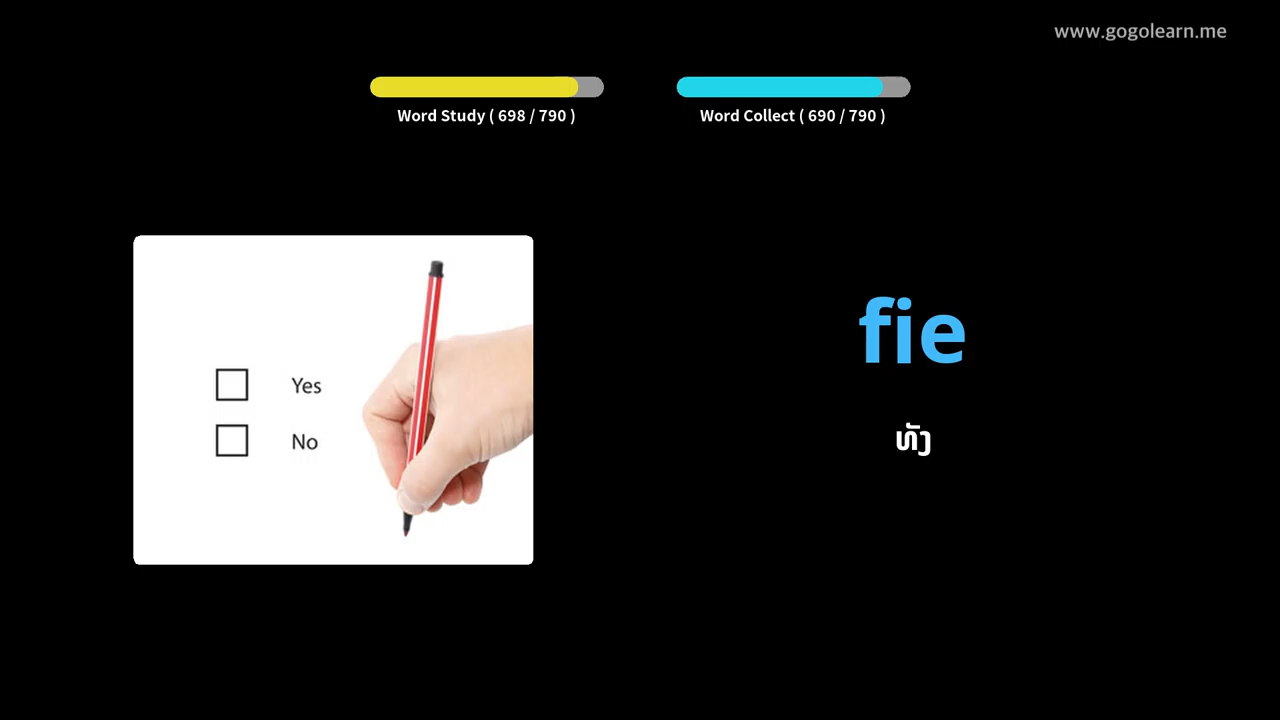 www.gogolearn.me
Word Study ( 698 / 790 )
Word Collect ( 690 / 790 )
Yes
No
fie
ທັງ